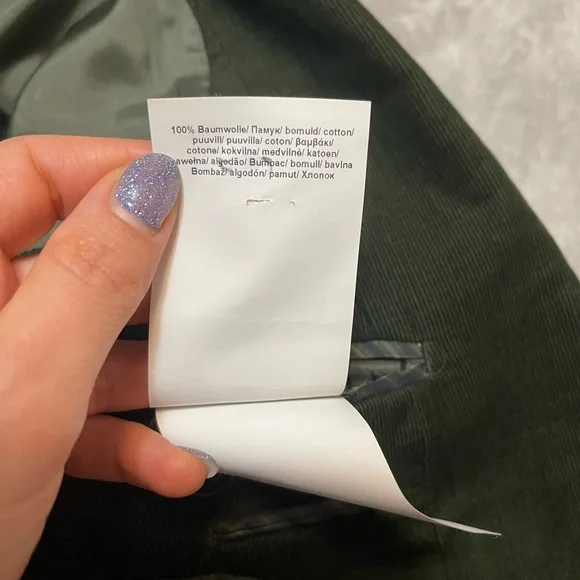 100% Baumwolle/ Памук/ bomuld/ cotton/
puuvill/ puuvilla/ coton/ βαμβάκι/
cotone/ kokvilna/ medvilnė/ katoen/
bawełna/ algodão/ Bumbac/ bomull/ bavlna
Bombaž/ algodón/ pamut/ Хлопок